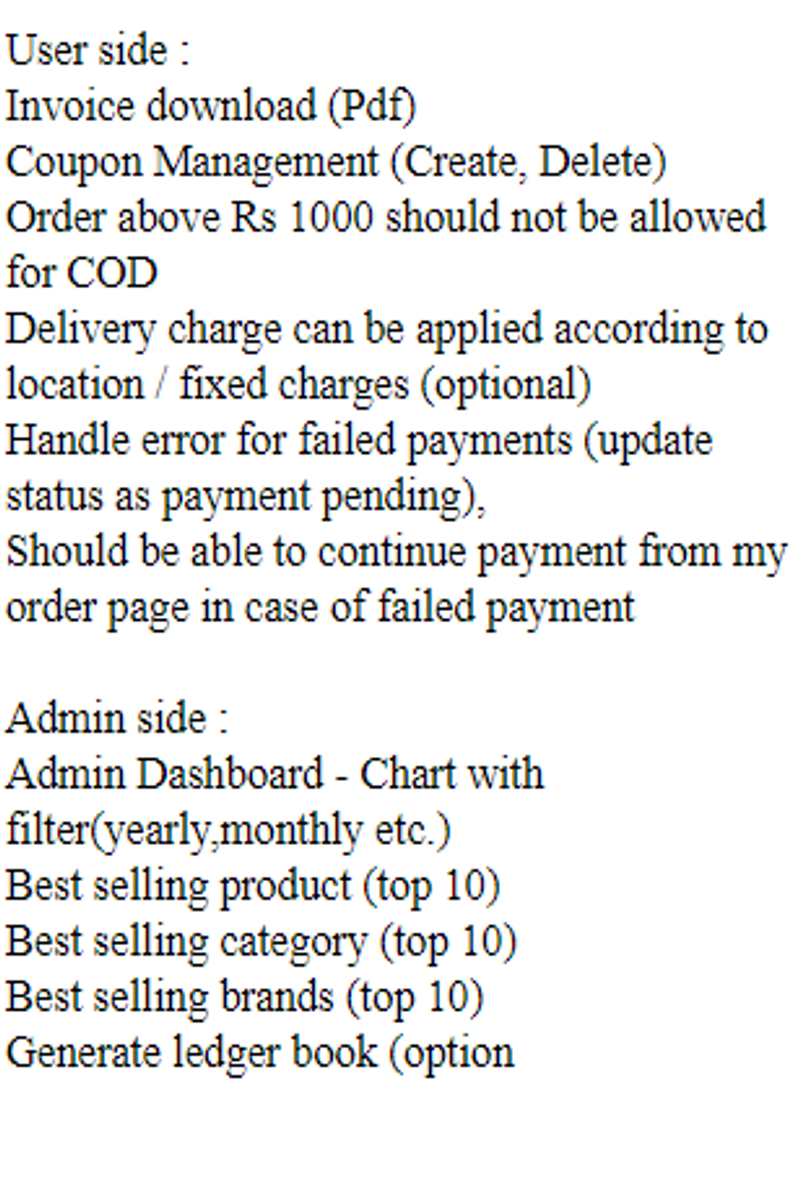 User side :
Invoice download (Pdf)
Coupon Management (Create, Delete)
Order above Rs 1000 should not be allowed
for COD
Delivery charge can be applied according to
location / fixed charges (optional)
Handle error for failed payments (update
status as payment pending),
Should be able to continue payment from my
order page in case of failed payment
Admin side :
Admin Dashboard - Chart with
filter(yearly,monthly etc.)
Best selling product (top 10)
Best selling category (top 10)
Best selling brands (top 10)
Generate ledger book (option